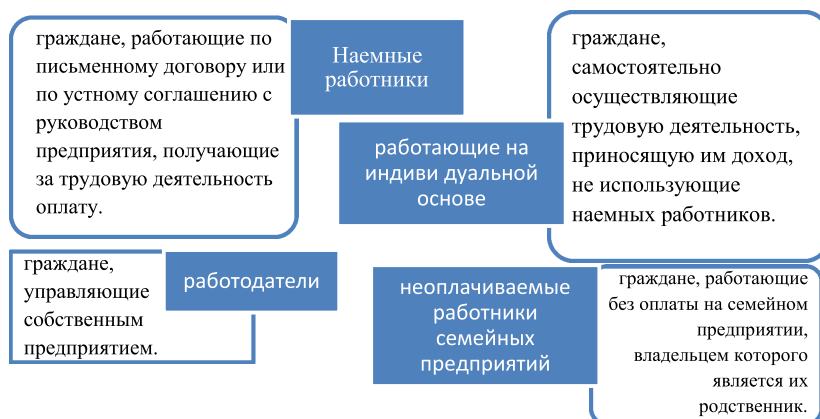 граждане, работающие по
письменному договору или
по устному соглашению с
руководством
предприятия, получающие
за трудовую деятельность
оплату.
Наемные
работники
работающие на
индиви дуальной
основе
граждане,
самостоятельно
осуществляющие
трудовую деятельность,
приносящую им доход,
не использующие
наемных работников.
граждане,
управляющие
собственным
предприятием.
работодатели
неоплачиваемые
работники
семейных
предприятий
граждане, работающие
без оплаты на семейном
предприятии,
владельцем которого
является их
родственник.